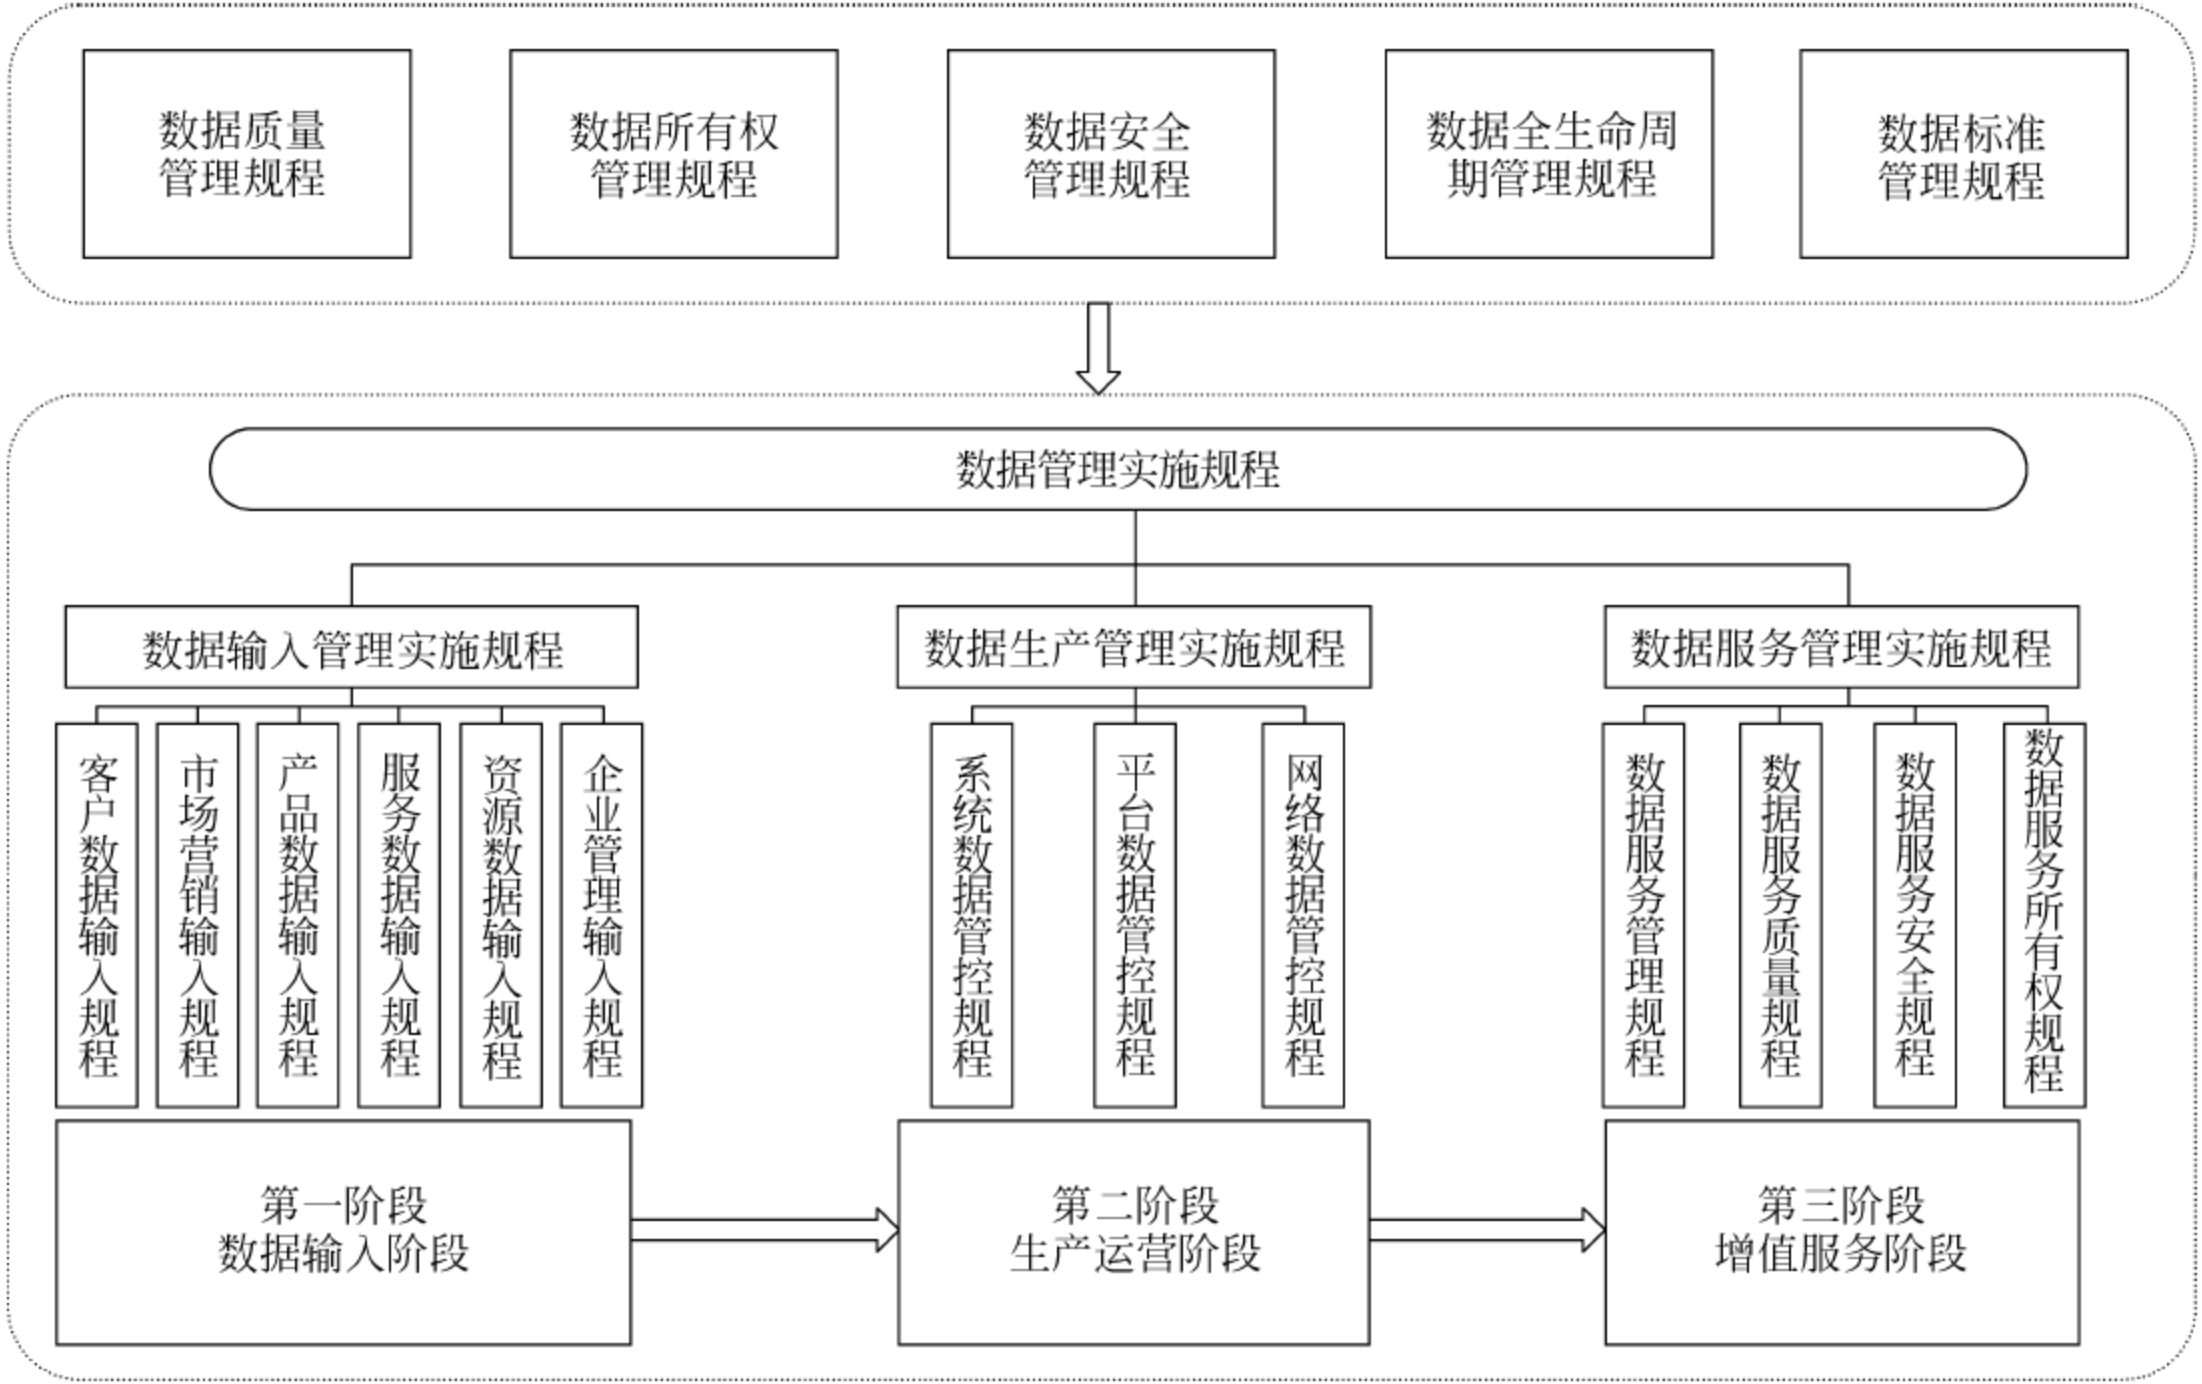 数据质量
管理规程
数据所有权
管理规程
数据安全
管理规程
数据全生命周
期管理规程
数据标准
管理规程
数据管理实施规程
数据输入管理实施规程
数据生产管理实施规程
数据服务管理实施规程
客户数据输入规程
市场营销输入规程
产品数据输入规程
服务数据输入规程
资源数据输入规程
企业管理输入规程
系统数据管控规程
平台数据管控规程
网络数据管控规程
数据服务管理规程
数据服务质量规程
数据服务安全规程
数据服务所有权规程
第一阶段
数据输入阶段
第二阶段
生产运营阶段
第三阶段
增值服务阶段